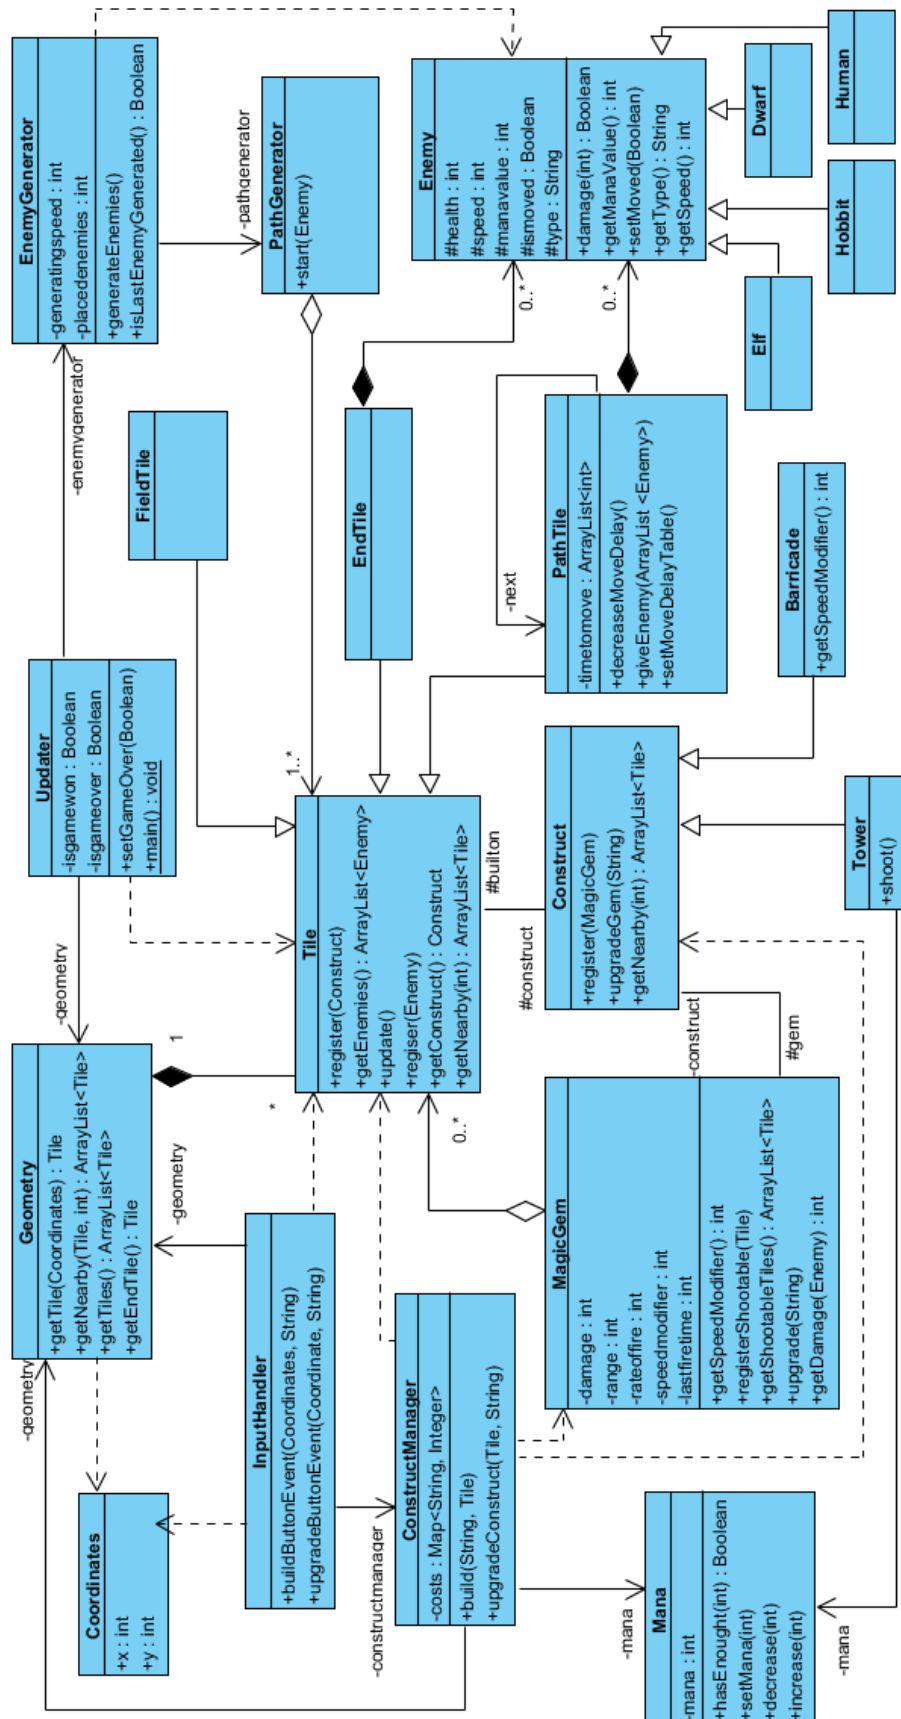 EnemyGenerator
-generatingspeed : int
-placedenemies : int
+generateEnemies()
+isLastEnemyGenerated() : Boolean
-pathgenerator
PathGenerator
+start(Enemy)
Enemy
#health : int
#speed : int
#manavalue : int
#ismoved : Boolean
#type : String
+damage(int) : Boolean
+getManaValue() : int
+setMoved(Boolean)
+getType() : String
+getSpeed() : int
Human
Dwarf
Hobbit
Elf
-enemygenerator
FieldTile
EndTile
0..*
0..*
PathTile
-timetomove : ArrayList<int>
+decreaseMoveDelay()
+giveEnemy(ArrayList <Enemy>)
+setMoveDelayTable()
-next
Barricade
+getSpeedModifier() : int
Updater
-isgamewon : Boolean
-isgameover : Boolean
+setGameOver(Boolean)
+main() : void
-geometry
1..*
Tile
+register(Construct)
+getEnemies() : ArrayList<Enemy>
+update()
+regiser(Enemy)
+getConstruct() : Construct
+getNearby(int) : ArrayList<Tile>
#builton
#construct
Construct
+register(MagicGem)
+upgradeGem(String)
+getNearby(int) : ArrayList<Tile>
Tower
+shoot()
Geometry
+getTile(Coordinates) : Tile
+getNearby(Tile, int) : ArrayList<Tile>
+getTiles() : ArrayList<Tile>
+getEndTile() : Tile
1
*
-geometry
-geometry
0..*
-construct
#gem
MagicGem
-damage : int
-range : int
-rateoffire : int
-speedmodifier : int
-lastfiretime : int
+getSpeedModifier() : int
+registerShootable(Tile)
+getShootableTiles() : ArrayList<Tile>
+upgrade(String)
+getDamage(Enemy) : int
Coordinates
+x : int
+y : int
InputHandler
+buildButtonEvent(Coordinates, String)
+upgradeButtonEvent(Coordinate, String)
-constructmanager
ConstructManager
-costs : Map<String, Integer>
+build(String, Tile)
+upgradeConstruct(Tile, String)
-mana
Mana
-mana : int
+hasEnought(int) : Boolean
+setMana(int)
+decrease(int)
+increase(int)
-mana